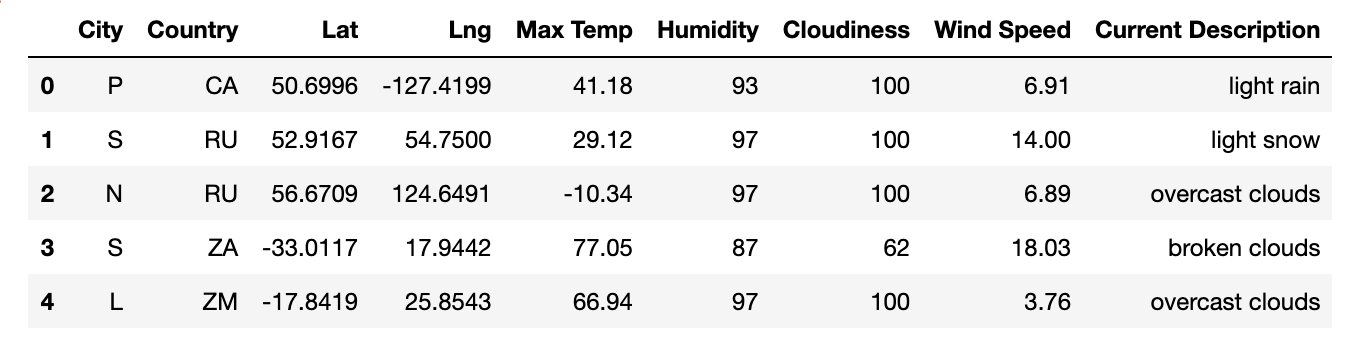 City Country Lat Lng Max Temp Humidity Cloudiness Wind Speed Current Description
0 P CA 50.6996 -127.4199 41.18 93 100 6.91 light rain
1 S RU 52.9167 54.7500 29.12 97 100 14.00 light snow
2 N RU 56.6709 124.6491 -10.34 97 100 6.89 overcast clouds
3 S ZA -33.0117 17.9442 77.05 87 62 18.03 broken clouds
4 L ZM -17.8419 25.8543 66.94 97 100 3.76 overcast clouds